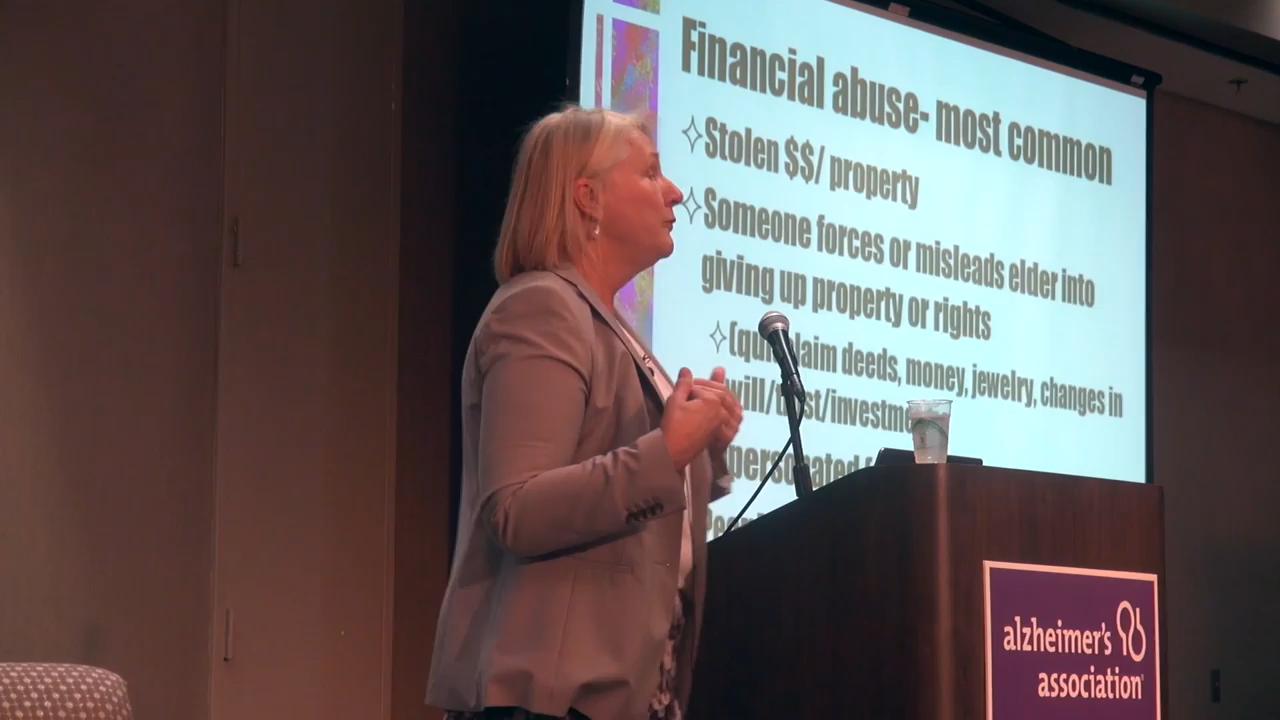 Financial abuse- most common
Stolen $$/ property
Someone forces or misleads elder into
giving up property or rights
deeds, money, jewelry, changes in
alzheimer's
association